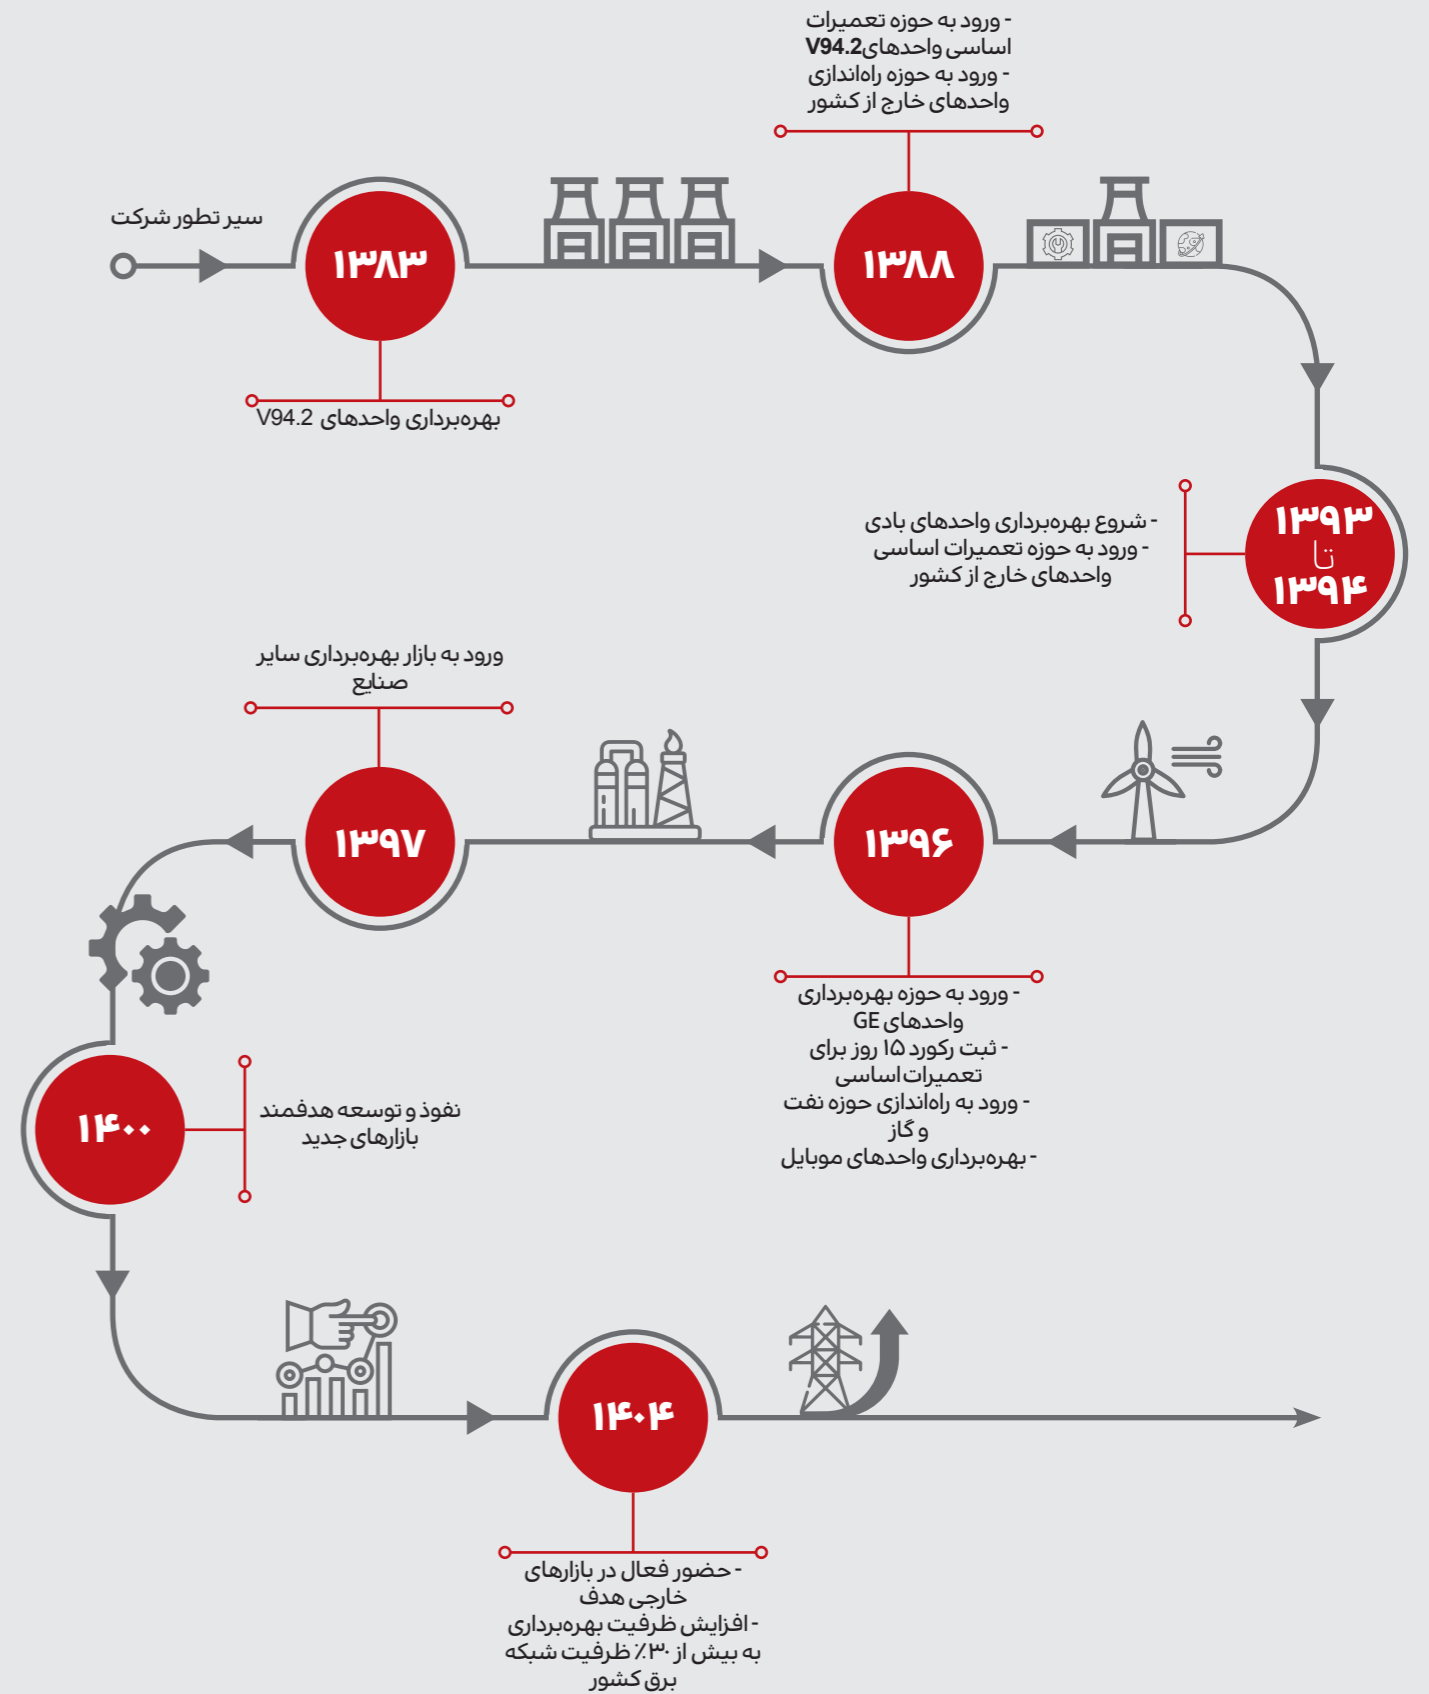 سیر تطور شرکت
۱۳۸۳
بهره‌برداری واحدهای V94.2
- ورود به حوزه تعمیرات
اساسی واحدهای V94.2
- ورود به حوزه راه‌اندازی
واحدهای خارج از کشور
۱۳۸۸
۱۳۹۳
تا
۱۳۹۴
- شروع بهره‌برداری واحدهای بادی
- ورود به حوزه تعمیرات اساسی
واحدهای خارج از کشور
۱۳۹۶
- ورود به حوزه بهره‌برداری
واحدهای GE
- ثبت رکورد ۱۵ روز برای
تعمیرات اساسی
- ورود به راه‌اندازی حوزه نفت
و گاز
- بهره‌برداری واحدهای موبایل
ورود به بازار بهره‌برداری سایر
صنایع
۱۳۹۷
۱۴۰۰
نفوذ و توسعه هدفمند
بازارهای جدید
۱۴۰۴
- حضور فعال در بازارهای
خارجی هدف
- افزایش ظرفیت بهره‌برداری
به بیش از ۳۰٪ ظرفیت شبکه
برق کشور